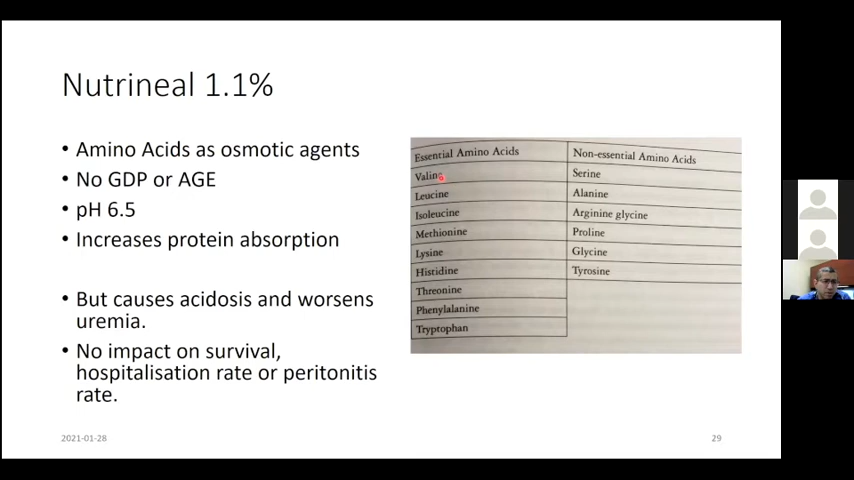 Nutrineal 1.1%
• Amino Acids as osmotic agents
• No GDP or AGE
• pH 6.5
• Increases protein absorption
• But causes acidosis and worsens
uremia.
• No impact on survival,
hospitalisation rate or peritonitis
rate.
Essential Amino Acids
Valine
Leucine
Isoleucine
Methionine
Lysine
Histidine
Threonine
Phenylalanine
Tryptophan
Non-essential Amino Acids
Serine
Alanine
Arginine glycine
Proline
Glycine
Tyrosine
2021-01-28
29